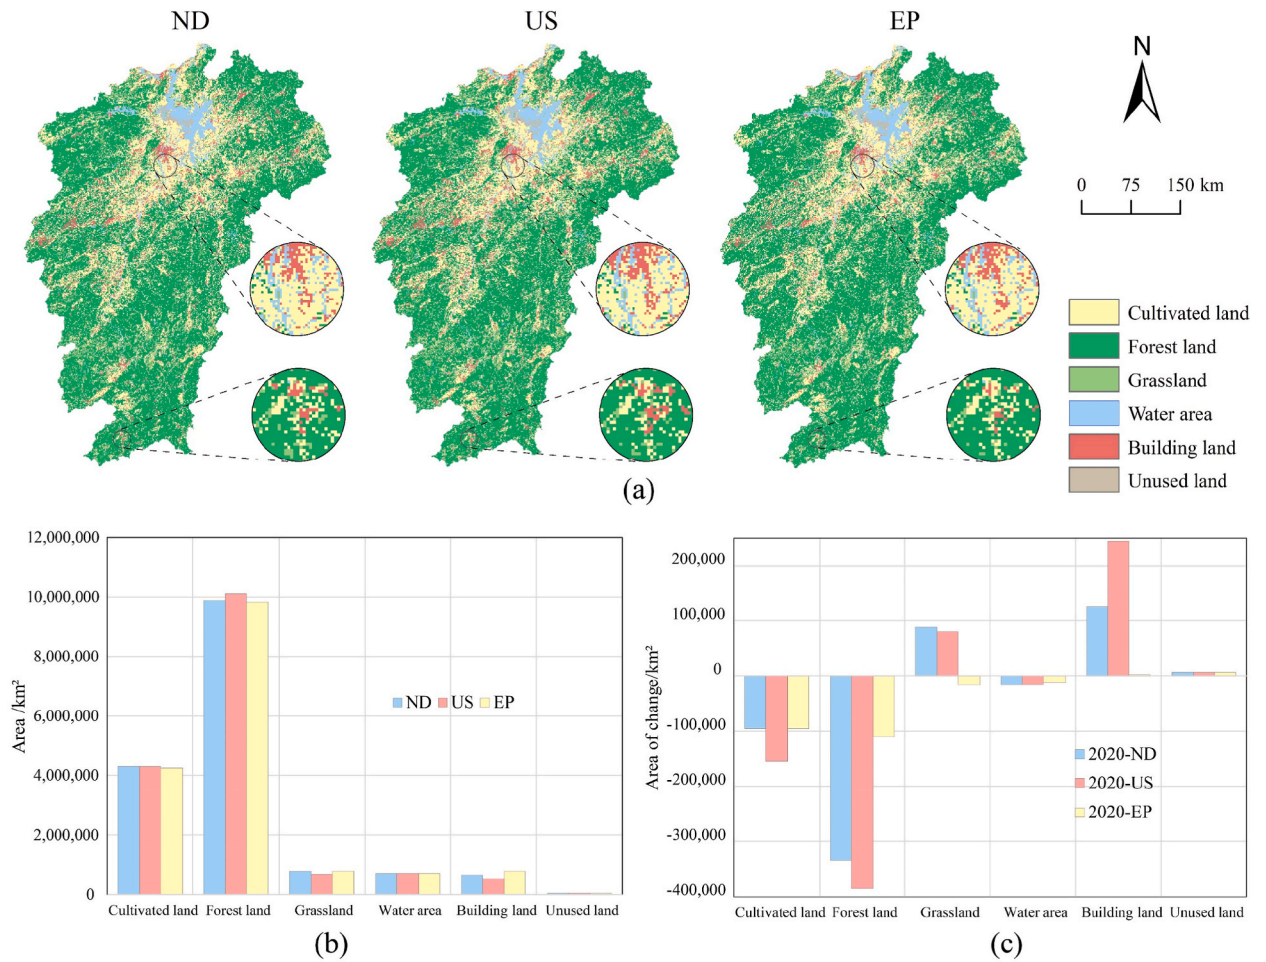 ND
US
EP
N
0 75 150 km
Cultivated land
Forest land
Grassland
Water area
Building land
Unused land
(a)
12,000,000
10,000,000
8,000,000
6,000,000
4,000,000
2,000,000
0
Area /km²
ND US EP
Cultivated land Forest land Grassland Water area Building land Unused land
(b)
200,000
100,000
0
-100,000
-200,000
-300,000
-400,000
Area of change/km²
2020-ND
2020-US
2020-EP
Cultivated land Forest land Grassland Water area Building land Unused land
(c)